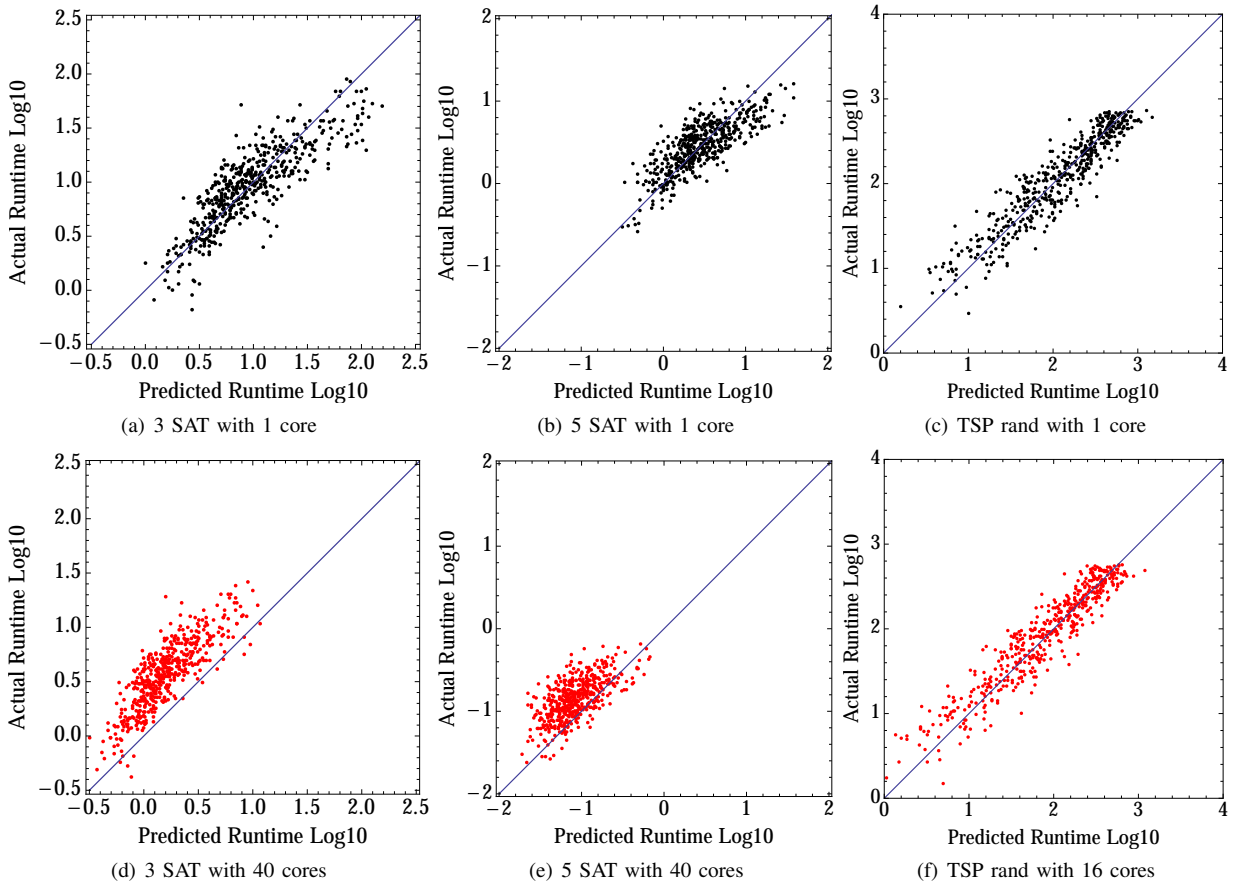 2.5
2.0
1.5
1.0
0.5
0.0
−0.5
Actual Runtime Log10
−0.5 0.0 0.5 1.0 1.5 2.0 2.5
Predicted Runtime Log10
(a) 3 SAT with 1 core
2
1
0
−1
−2
Actual Runtime Log10
−2 −1 0 1 2
Predicted Runtime Log10
(b) 5 SAT with 1 core
4
3
2
1
0
Actual Runtime Log10
0 1 2 3 4
Predicted Runtime Log10
(c) TSP rand with 1 core
2.5
2.0
1.5
1.0
0.5
0.0
−0.5
Actual Runtime Log10
−0.5 0.0 0.5 1.0 1.5 2.0 2.5
Predicted Runtime Log10
(d) 3 SAT with 40 cores
2
1
0
−1
−2
Actual Runtime Log10
−2 −1 0 1 2
Predicted Runtime Log10
(e) 5 SAT with 40 cores
4
3
2
1
0
Actual Runtime Log10
0 1 2 3 4
Predicted Runtime Log10
(f) TSP rand with 16 cores